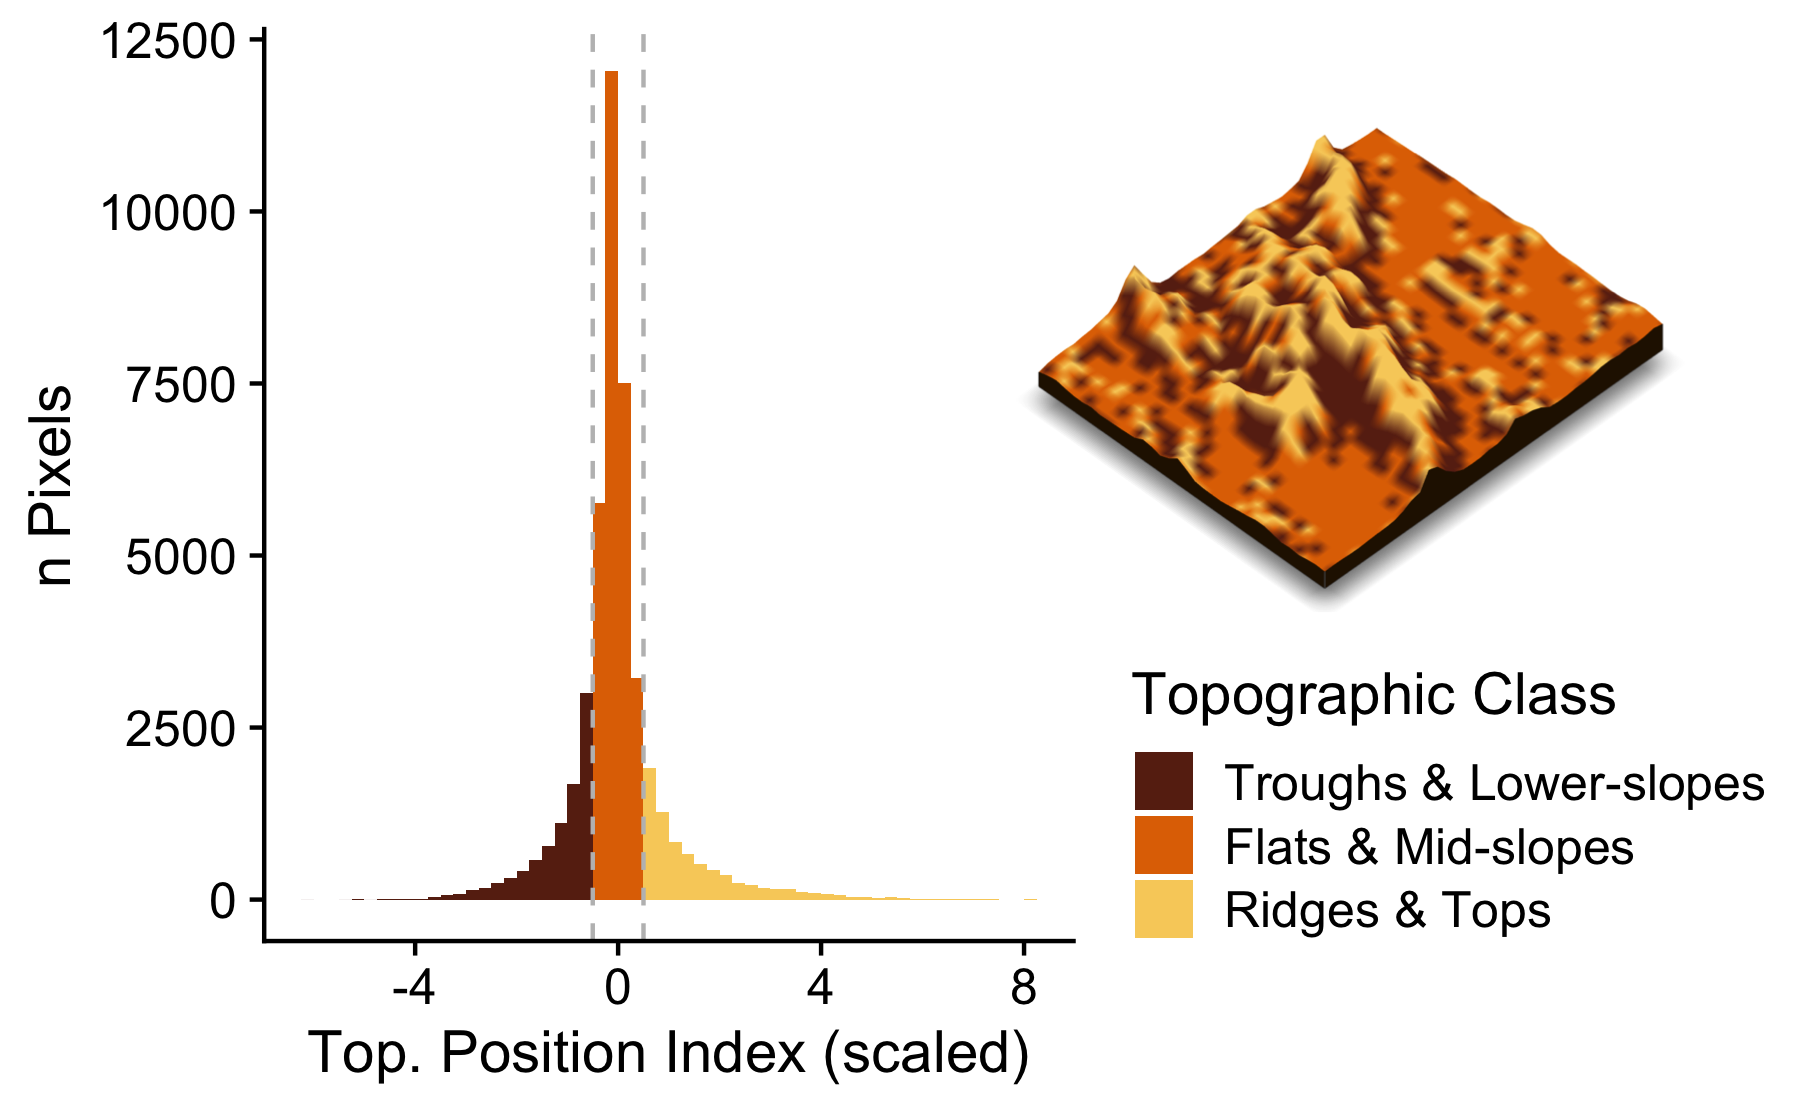 12500
10000
7500
5000
2500
0
n Pixels
-4 0 4 8
Top. Position Index (scaled)
Topographic Class
Troughs & Lower-slopes
Flats & Mid-slopes
Ridges & Tops